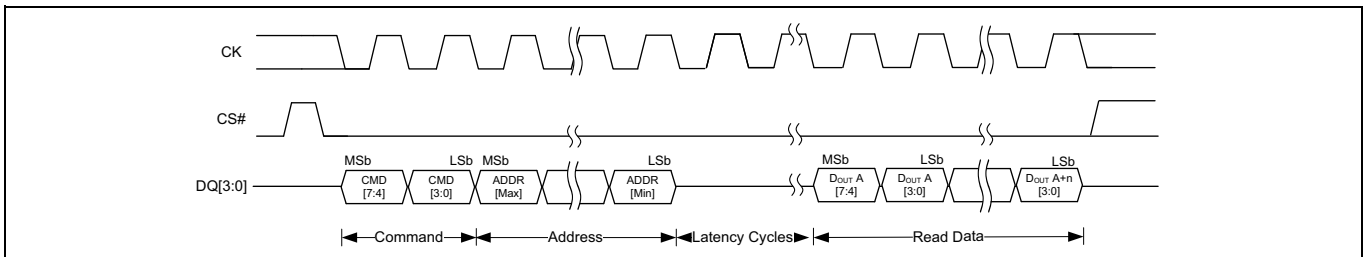 CK
CS#
MSb LSb MSb LSb MSb LSb LSb
DQ[3:0] CMD [7:4] CMD [3:0] ADDR [Max] ADDR [Min] DOUT A [7:4] DOUT A [3:0] DOUT A+n [3:0]
Command Address Latency Cycles Read Data